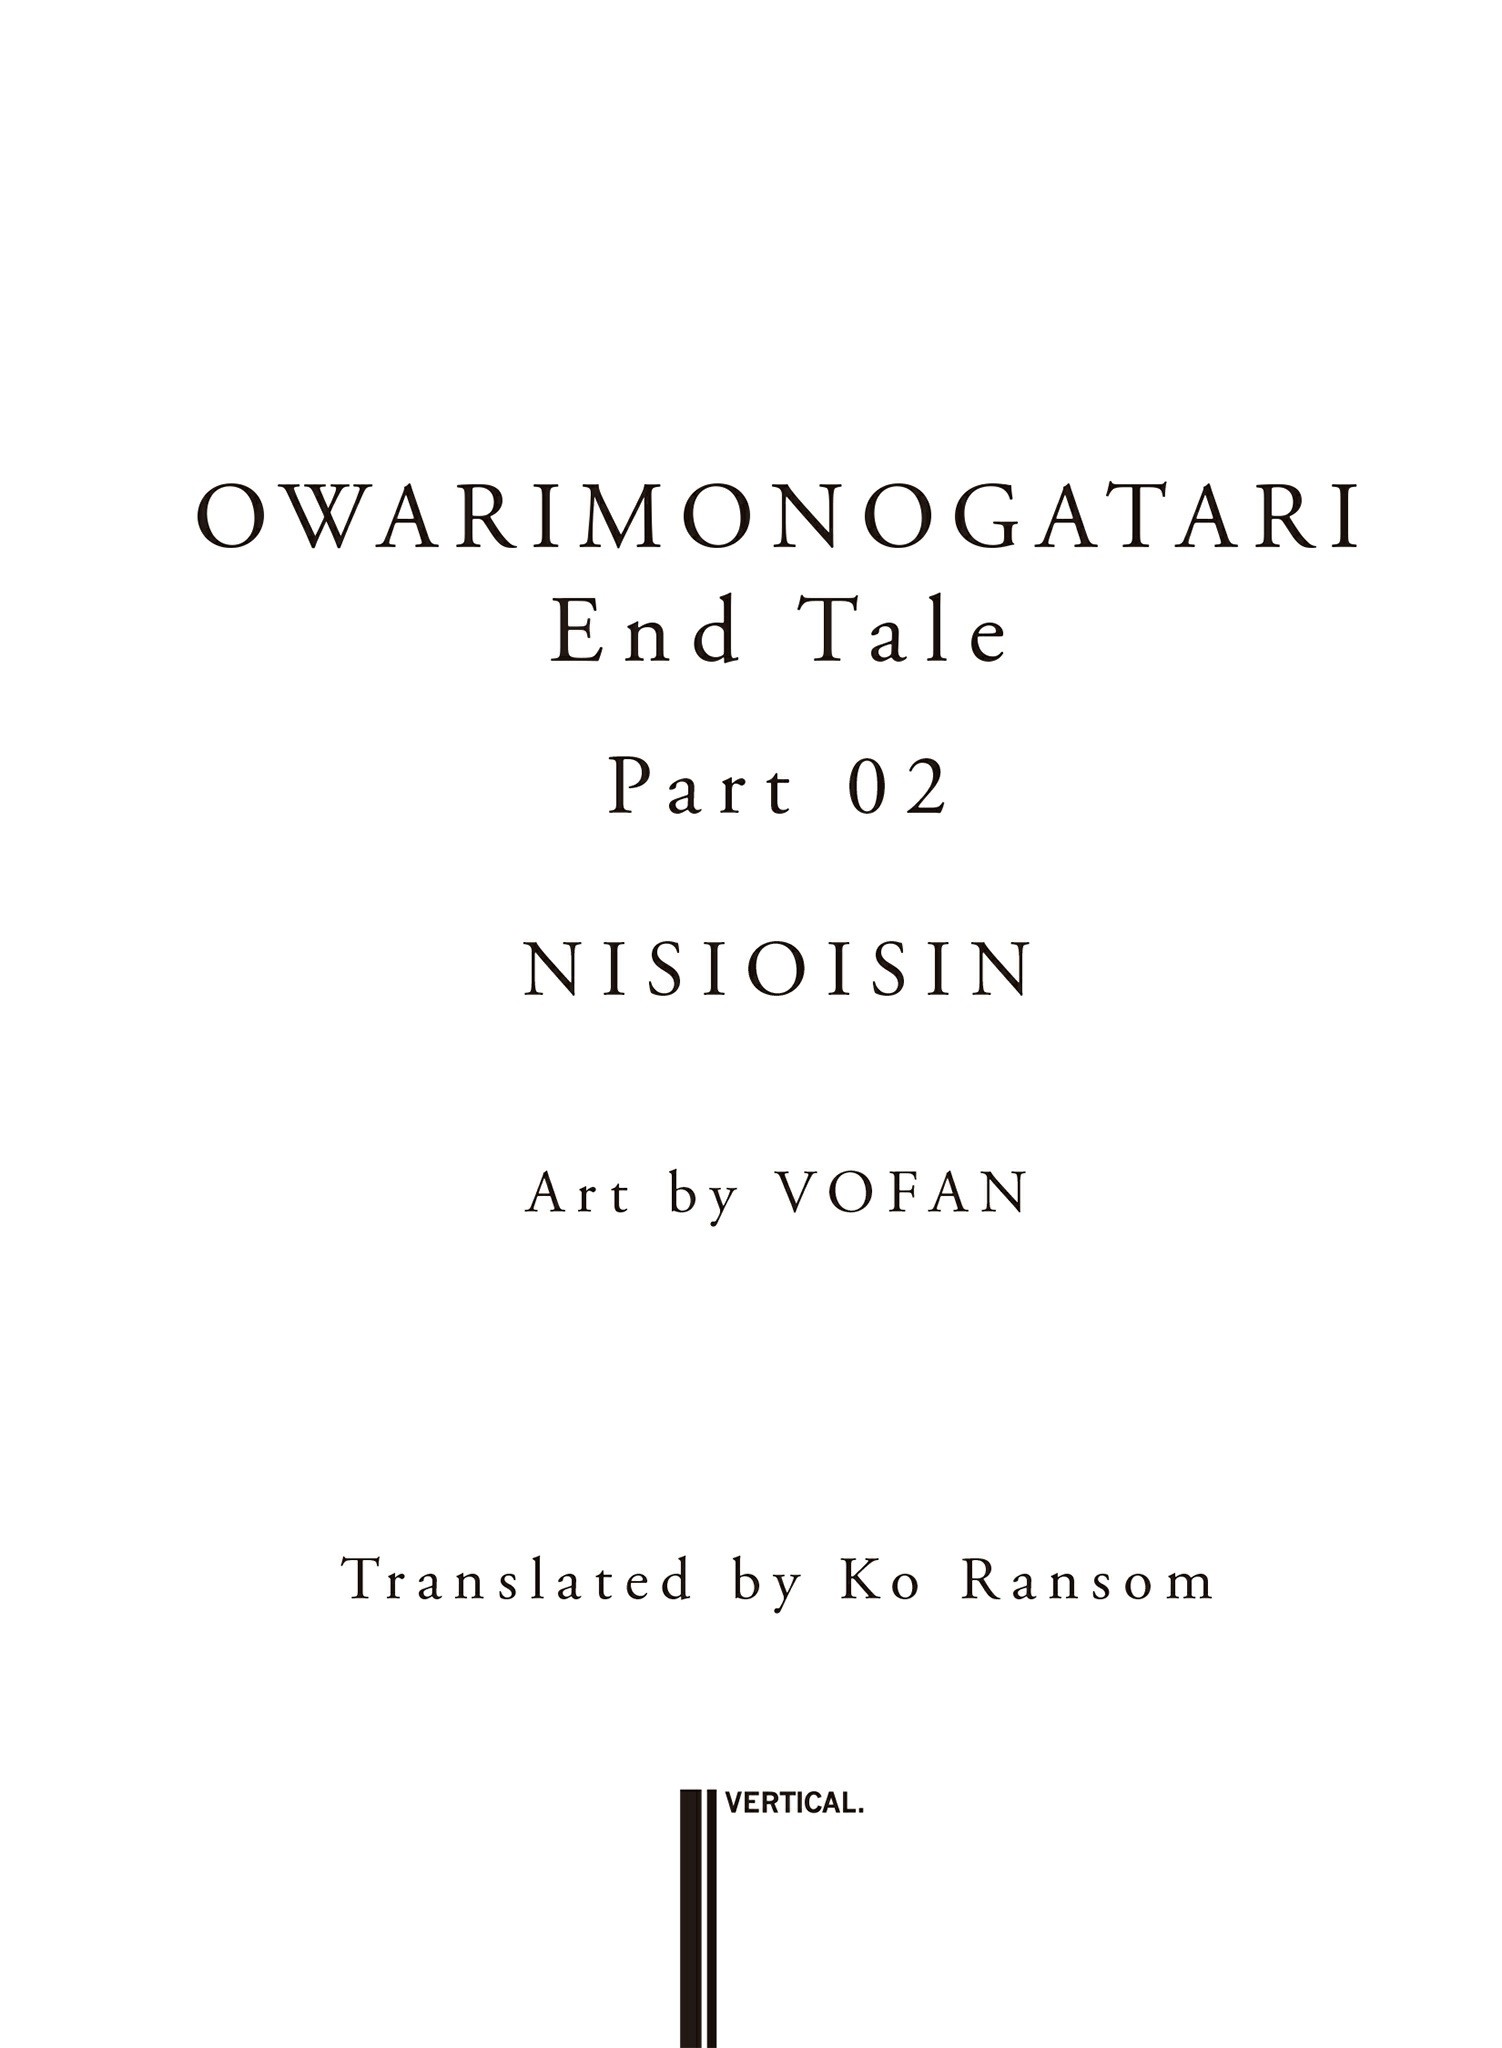 OWARIMONOGATARI
End Tale
Part 02
NISIOISIN
Art by VOFAN
Translated by Ko Ransom
VERTICAL.